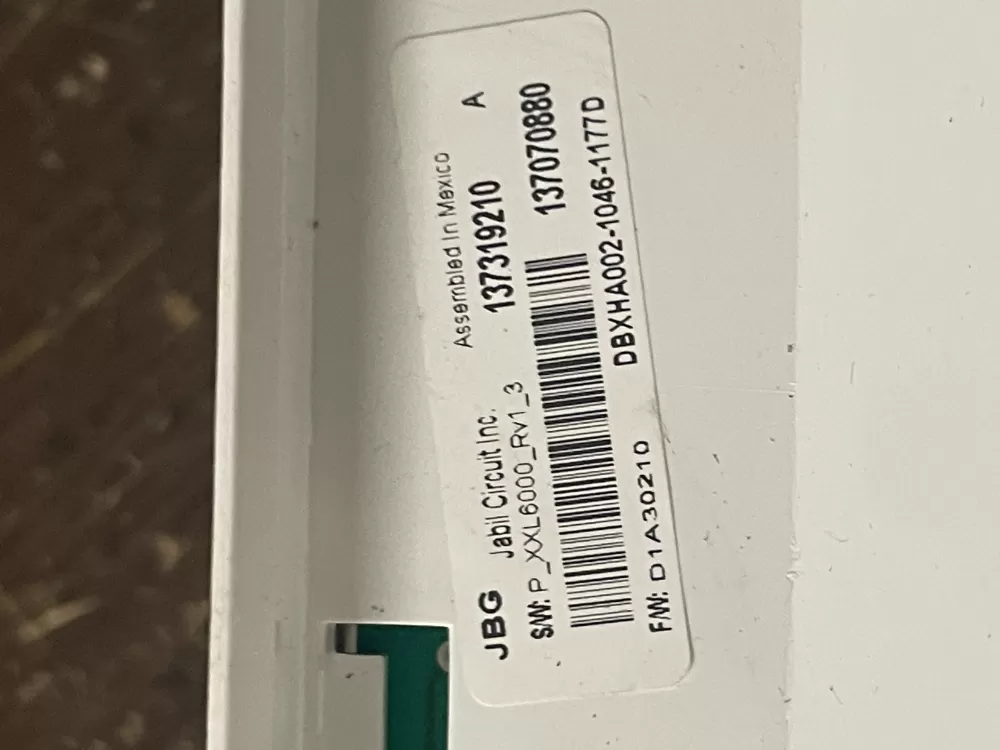 Assembled In Mexico
JBG Jabil Circuit Inc. 137319210 A
S/W: P_XXL6000_Rv1_3 137070880
DBXHA002-1046-1177D
F/W: D1A30210